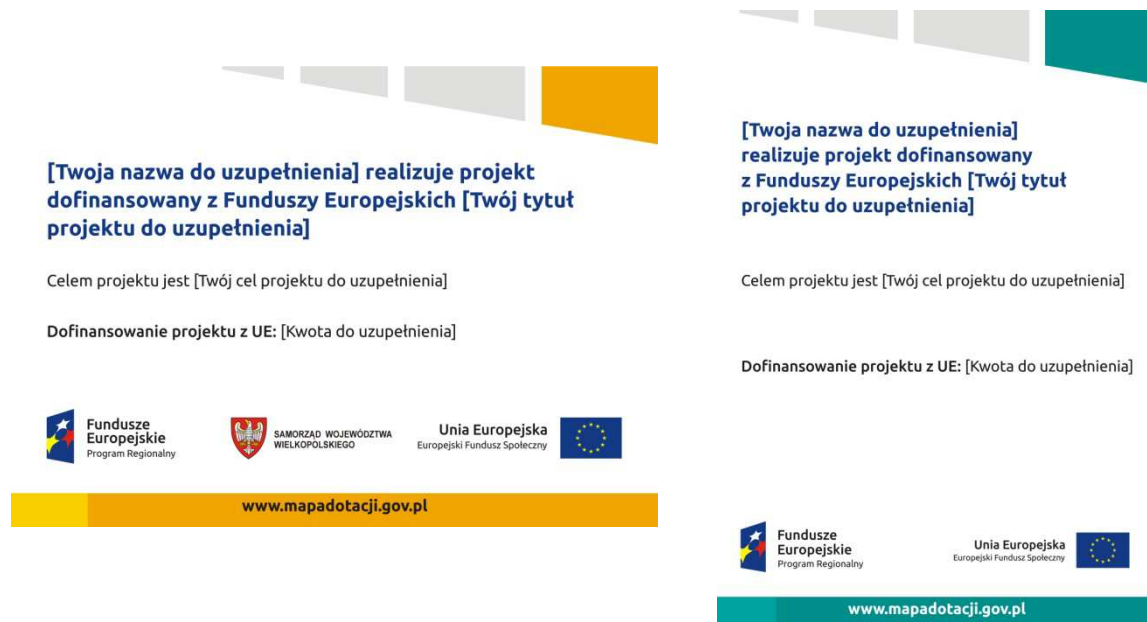 [Twoja nazwa do uzupełnienia] realizuje projekt
dofinansowany z Funduszy Europejskich [Twój tytuł
projektu do uzupełnienia]
Celem projektu jest [Twój cel projektu do uzupełnienia]
Dofinansowanie projektu z UE: [Kwota do uzupełnienia]
Fundusze
Europejskie
Program Regionalny
SAMORZĄD WOJEWÓDZTWA
WIELKOPOLSKIEGO
Unia Europejska
Europejski Fundusz Społeczny
www.mapadotacji.gov.pl
[Twoja nazwa do uzupełnienia]
realizuje projekt dofinansowany
z Funduszy Europejskich [Twój tytuł
projektu do uzupełnienia]
Celem projektu jest [Twój cel projektu do uzupełnienia]
Dofinansowanie projektu z UE: [Kwota do uzupełnienia]
Fundusze
Europejskie
Program Regionalny
Unia Europejska
Europejski Fundusz Społeczny
www.mapadotacji.gov.pl